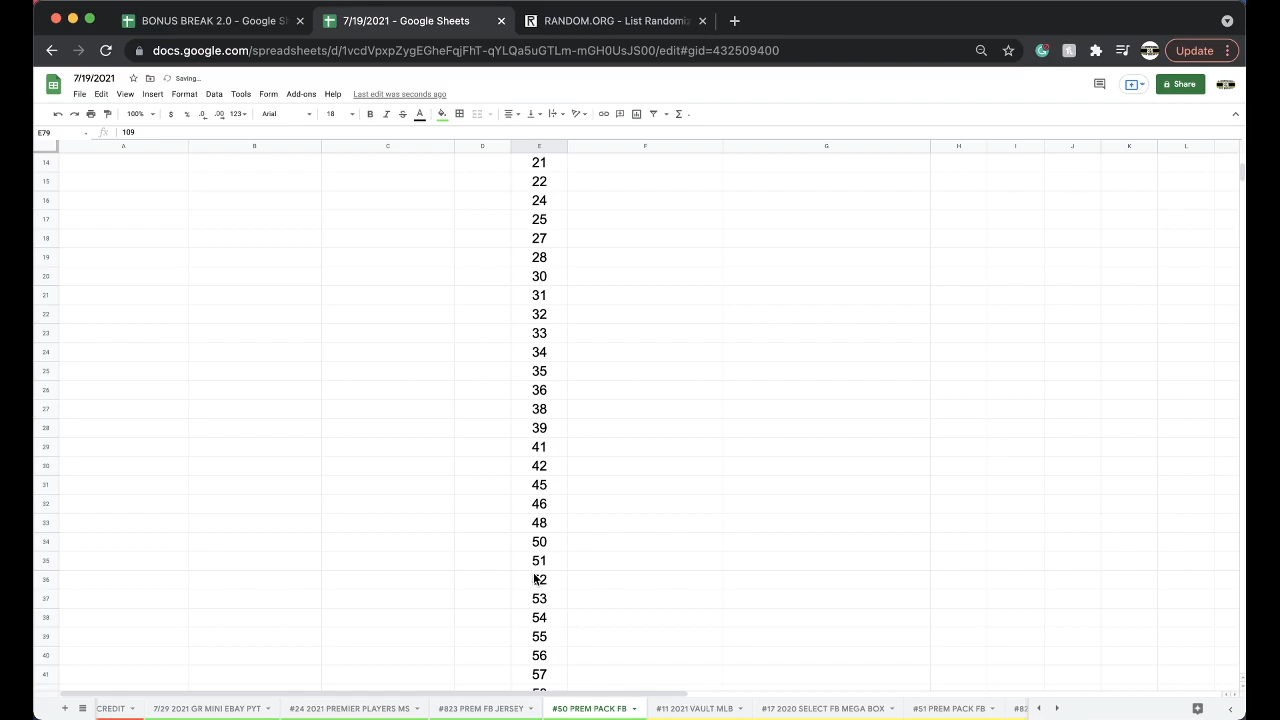 BONUS BREAK 2.0 - Google Sh
7/19/2021 - Google Sheets
RANDOM.ORG - List Randomiz
docs.google.com/spreadsheets/d/1vcdVpxpZygEGheFqjFhT-qYLQa5uGTLm-mGH0UsJS00/edit#gid=432509400
Update
7/19/2021
Saving...
File Edit View Insert Format Data Tools Form Add-ons Help Last edit was seconds ago
Share
100% $ % .0 .00 123 Arial 18 B I S A
E79 fx 109
A B C D E F G H I J K L
14 21
15 22
16 24
17 25
18 27
19 28
20 30
21 31
22 32
23 33
24 34
25 35
26 36
27 38
28 39
29 41
30 42
31 45
32 46
33 48
34 50
35 51
36
37 53
38 54
39 55
40 56
41 57
CREDIT 7/29 2021 GR MINI EBAY PYT #24 2021 PREMIER PLAYERS MS #823 PREM FB JERSEY #50 PREM PACK FB #11 2021 VAULT MLB #17 2020 SELECT FB MEGA BOX #51 PREM PACK FB